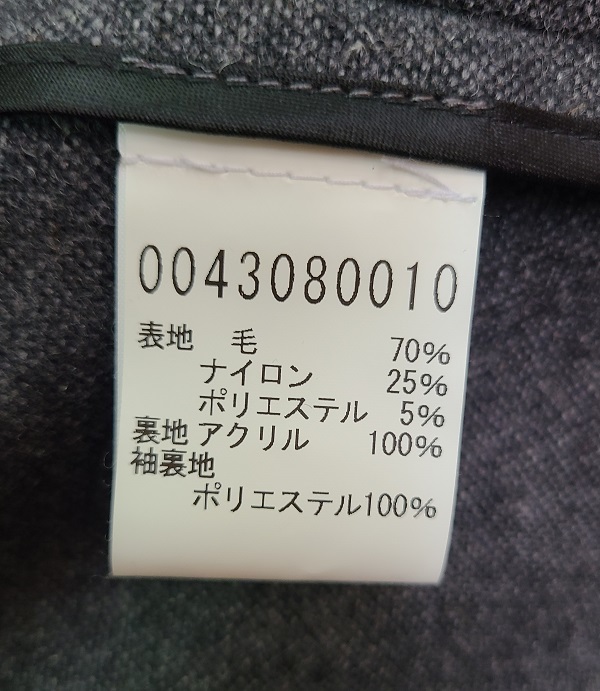 0043080010
表地 毛 70%
ナイロン 25%
ポリエステル 5%
裏地 アクリル 100%
袖裏地
ポリエステル100%